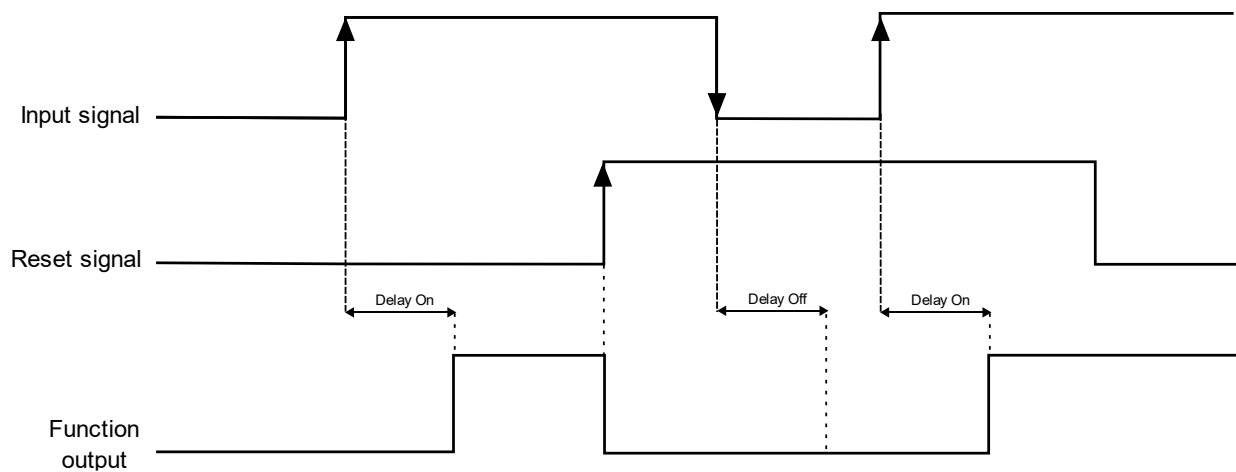 Input signal
Reset signal
Delay On
Delay Off
Delay On
Function
output